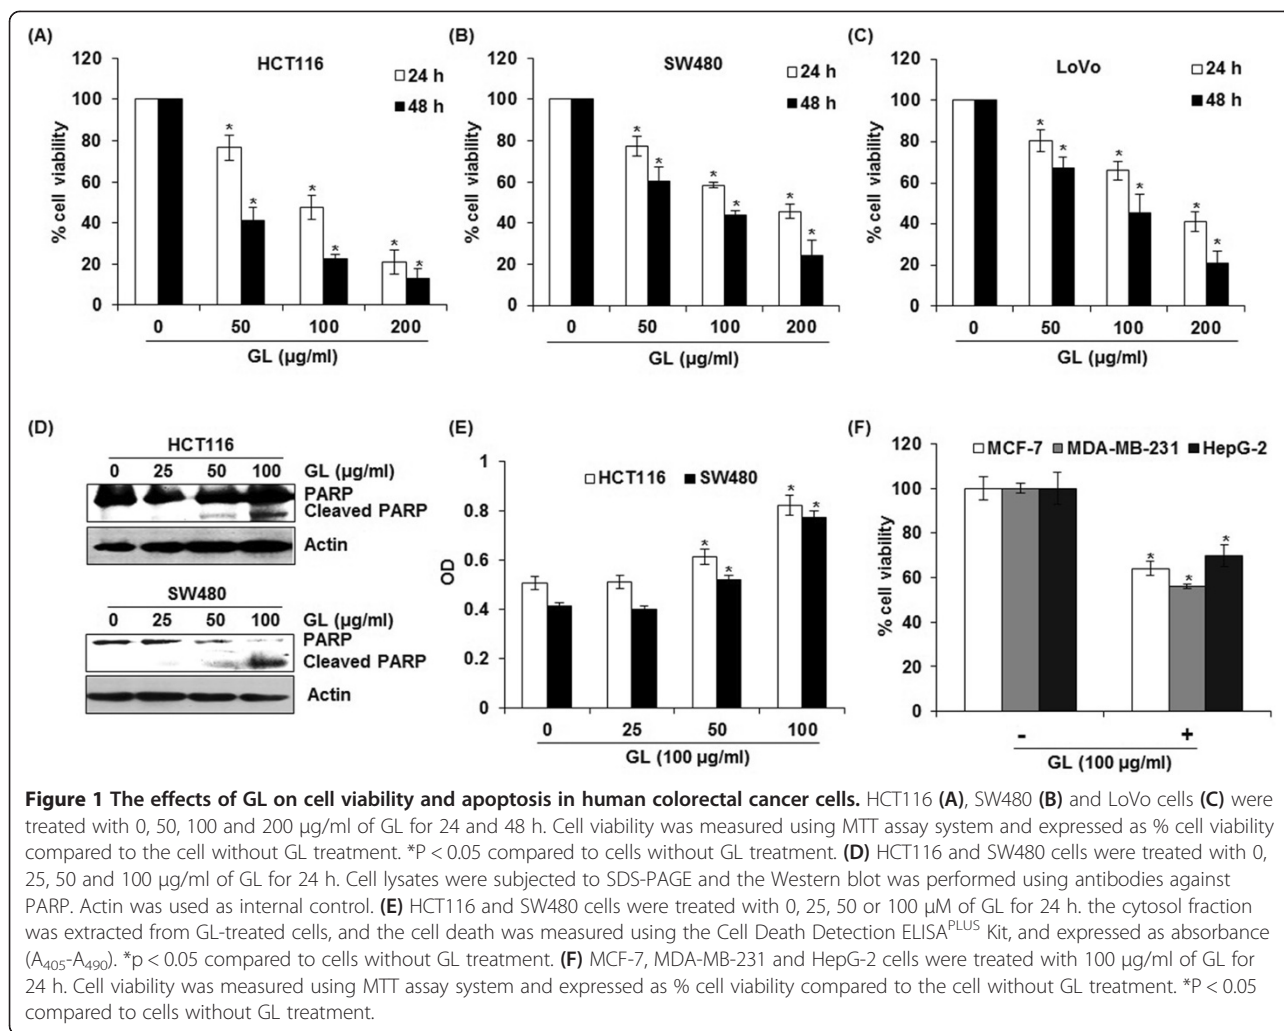 (A)
HCT116
24 h
48 h
% cell viability
120
100
80
60
40
20
0
* * * * * *
0 50 100 200
GL (µg/ml)
(B)
SW480
24 h
48 h
% cell viability
120
100
80
60
40
20
0
* * * * * *
0 50 100 200
GL (µg/ml)
(C)
LoVo
24 h
48 h
% cell viability
120
100
80
60
40
20
0
* * * * * *
0 50 100 200
GL (µg/ml)
(D)
HCT116
0 25 50 100 GL (µg/ml)
PARP
Cleaved PARP
Actin
SW480
0 25 50 100 GL (µg/ml)
PARP
Cleaved PARP
Actin
(E)
HCT116 SW480
OD
1
0.8
0.6
0.4
0.2
0
* * * *
0 25 50 100
GL (100 µg/ml)
(F)
MCF-7 MDA-MB-231 HepG-2
% cell viability
120
100
80
60
40
20
0
* * *
- +
GL (100 µg/ml)
Figure 1 The effects of GL on cell viability and apoptosis in human colorectal cancer cells. HCT116 (A), SW480 (B) and LoVo cells (C) were
treated with 0, 50, 100 and 200 µg/ml of GL for 24 and 48 h. Cell viability was measured using MTT assay system and expressed as % cell viability
compared to the cell without GL treatment. *P < 0.05 compared to cells without GL treatment. (D) HCT116 and SW480 cells were treated with 0,
25, 50 and 100 µg/ml of GL for 24 h. Cell lysates were subjected to SDS-PAGE and the Western blot was performed using antibodies against
PARP. Actin was used as internal control. (E) HCT116 and SW480 cells were treated with 0, 25, 50 or 100 µM of GL for 24 h. the cytosol fraction
was extracted from GL-treated cells, and the cell death was measured using the Cell Death Detection ELISAPLUS Kit, and expressed as absorbance
(A405-A490). *p < 0.05 compared to cells without GL treatment. (F) MCF-7, MDA-MB-231 and HepG-2 cells were treated with 100 µg/ml of GL for
24 h. Cell viability was measured using MTT assay system and expressed as % cell viability compared to the cell without GL treatment. *P < 0.05
compared to cells without GL treatment.